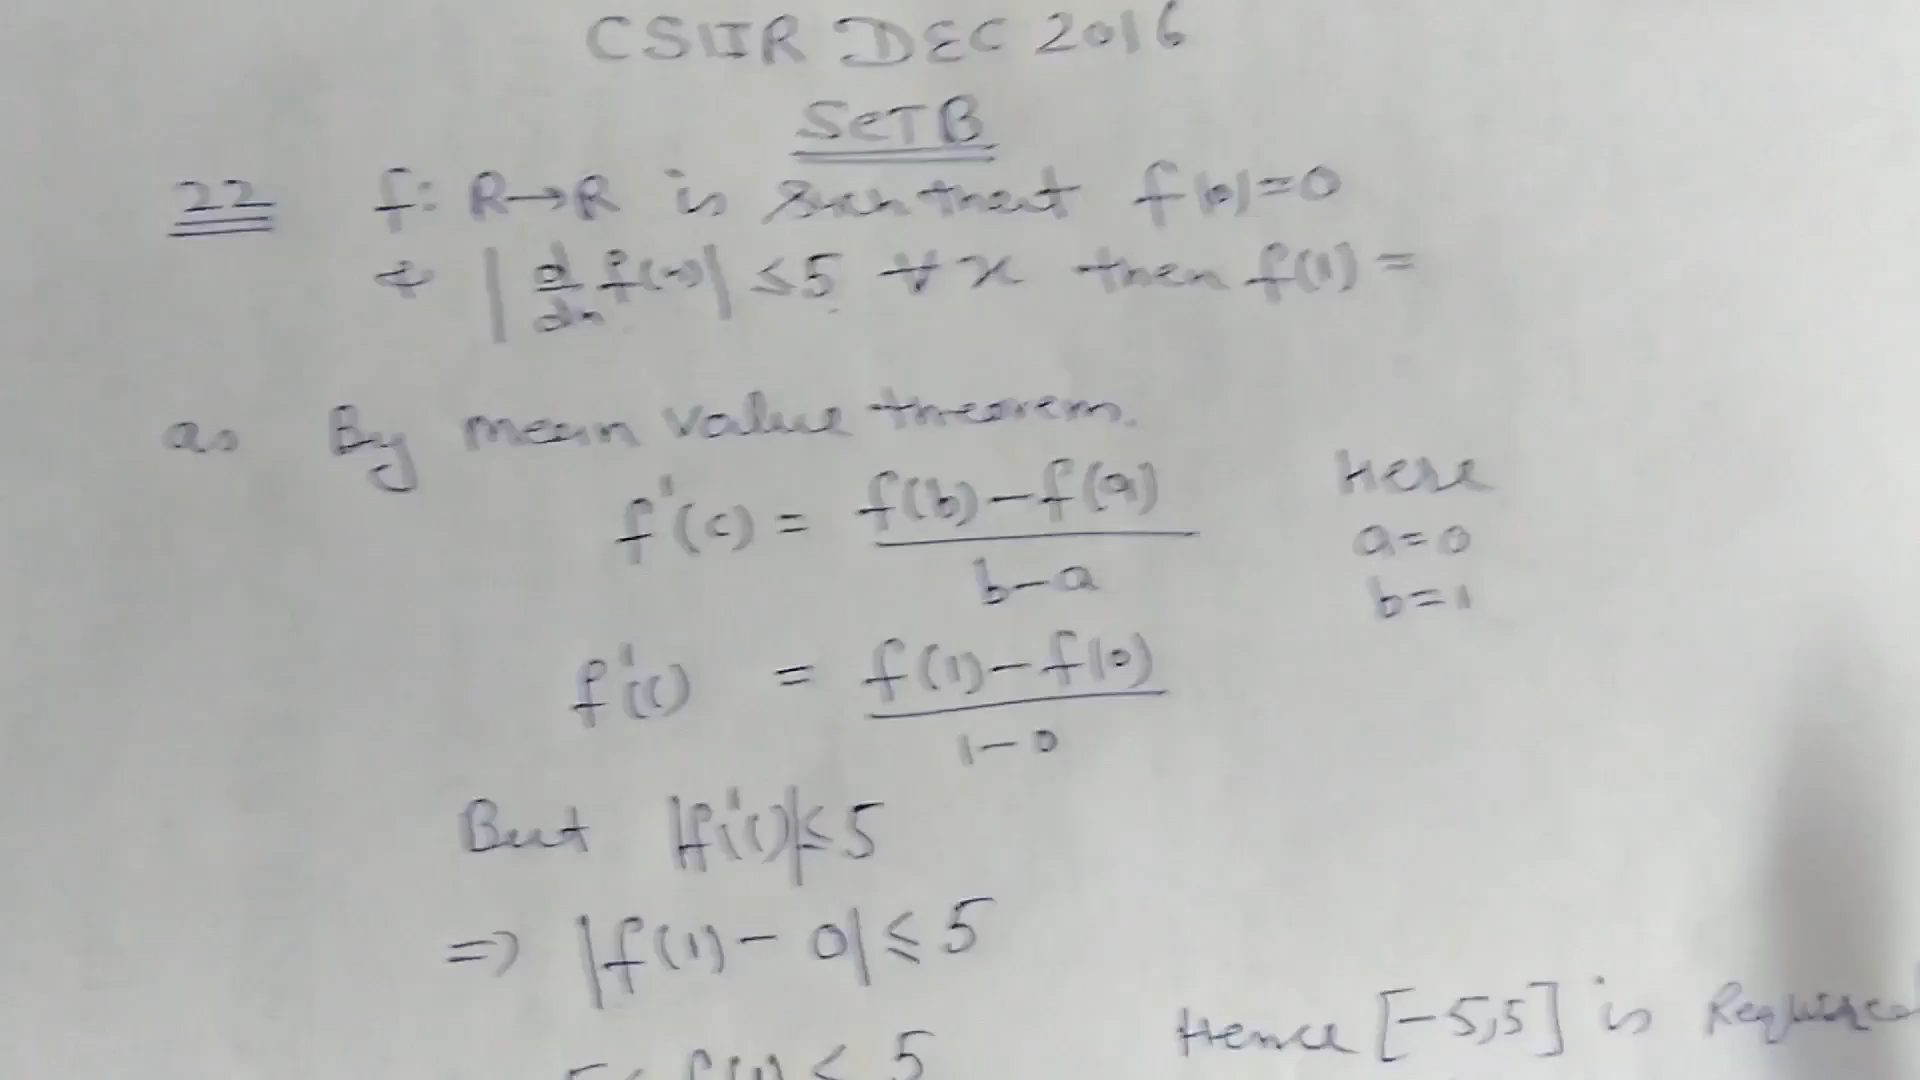 CSIR DEC 2016
SET B
22 f: R→R is such that f(0)=0
& |d/dx f(x)| ≤5 ∀ x then f(1) =
as By mean value theorem.
f'(c) = f(b)-f(a) / b-a
Here
a=0
b=1
f'(c) = f(1)-f(0) / 1-0
But |f'(c)| ≤ 5
=> |f(1)- 0| ≤ 5
Hence [-5,5] is Required